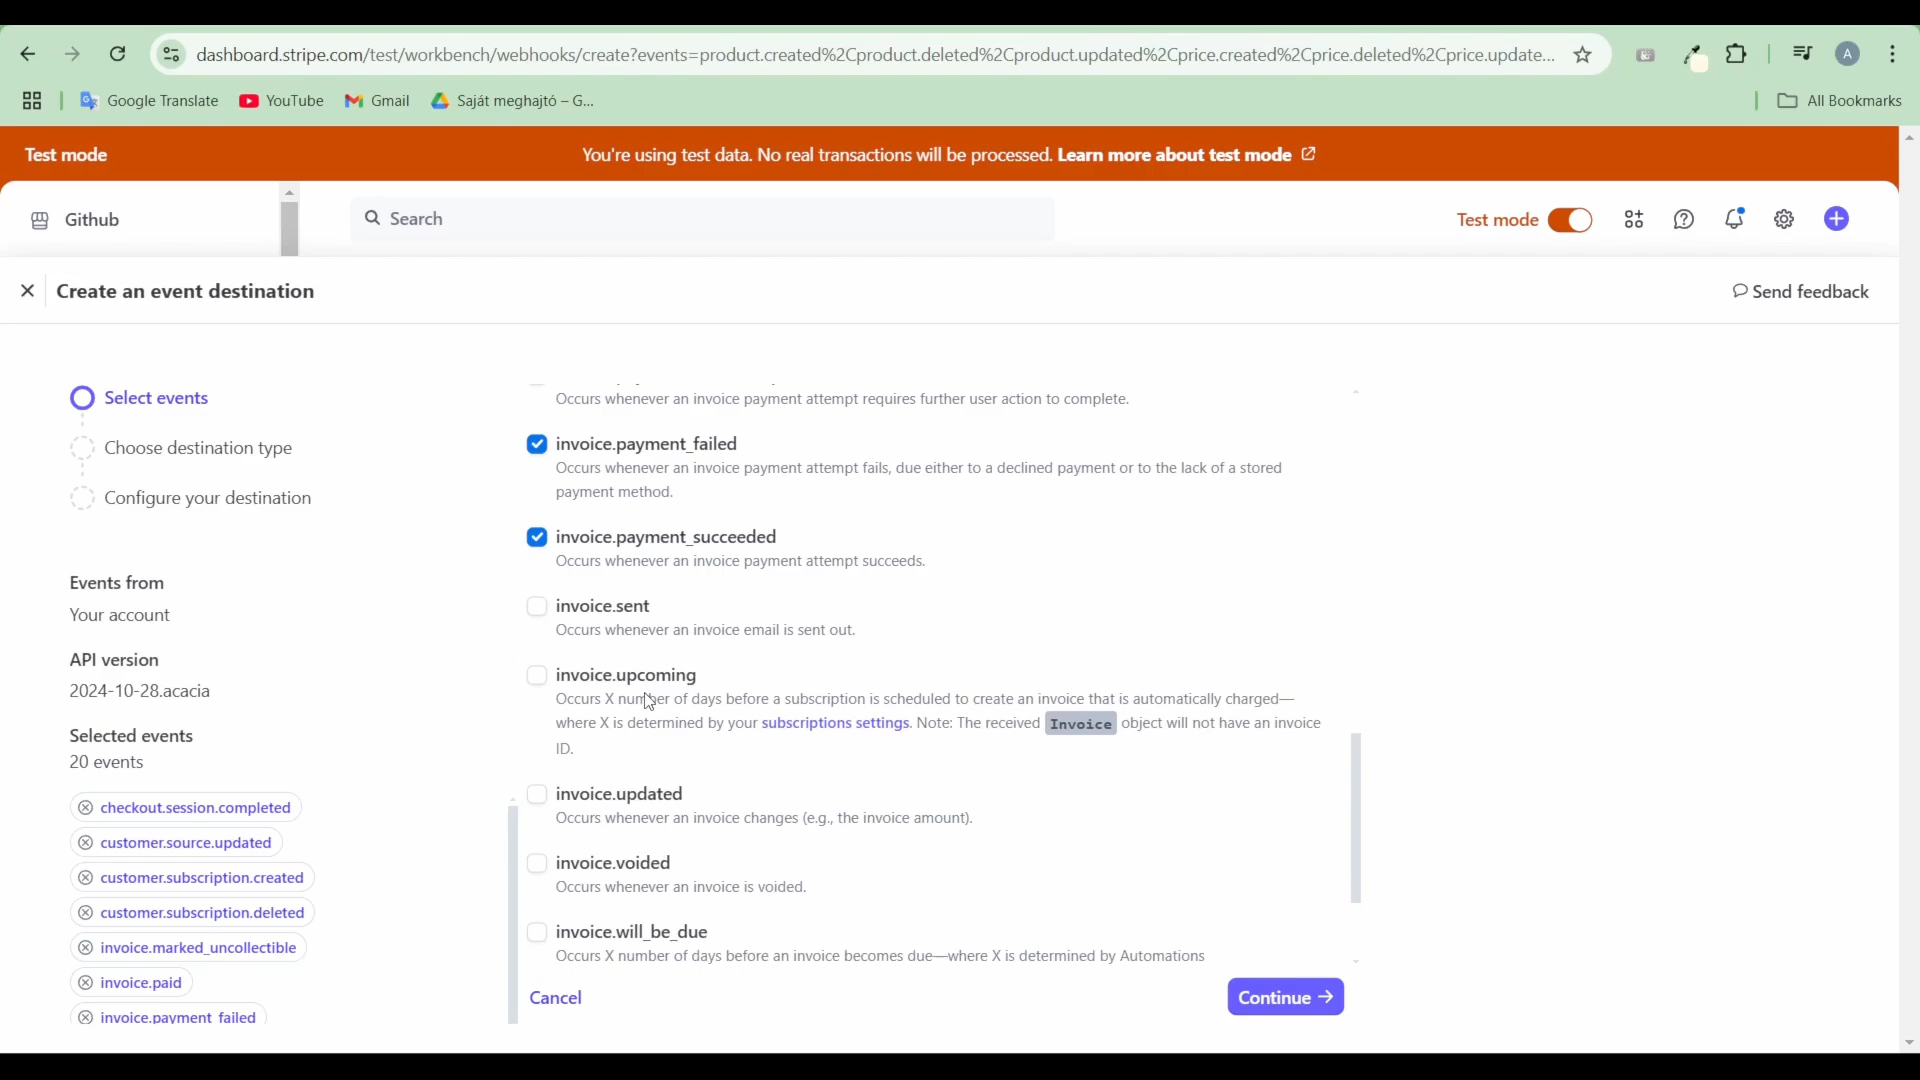 dashboard.stripe.com/test/workbench/webhooks/create?events=product.created%2Cproduct.deleted%2Cproduct.updated%2Cprice.created%2Cprice.deleted%2Cprice.update...
A
Google Translate
YouTube
Gmail
Saját meghajtó – G...
All Bookmarks
Test mode
You're using test data. No real transactions will be processed. Learn more about test mode
Github
Search
Test mode
Create an event destination
Send feedback
Select events
Choose destination type
Configure your destination
Events from
Your account
API version
2024-10-28.acacia
Selected events
20 events
checkout.session.completed
customer.source.updated
customer.subscription.created
customer.subscription.deleted
invoice.marked_uncollectible
invoice.paid
invoice.payment_failed
Occurs whenever an invoice payment attempt requires further user action to complete.
invoice.payment_failed
Occurs whenever an invoice payment attempt fails, due either to a declined payment or to the lack of a stored
payment method.
invoice.payment_succeeded
Occurs whenever an invoice payment attempt succeeds.
invoice.sent
Occurs whenever an invoice email is sent out.
invoice.upcoming
Occurs X number of days before a subscription is scheduled to create an invoice that is automatically charged—
where X is determined by your subscriptions settings. Note: The received Invoice object will not have an invoice
ID.
invoice.updated
Occurs whenever an invoice changes (e.g., the invoice amount).
invoice.voided
Occurs whenever an invoice is voided.
invoice.will_be_due
Occurs X number of days before an invoice becomes due—where X is determined by Automations
Cancel
Continue